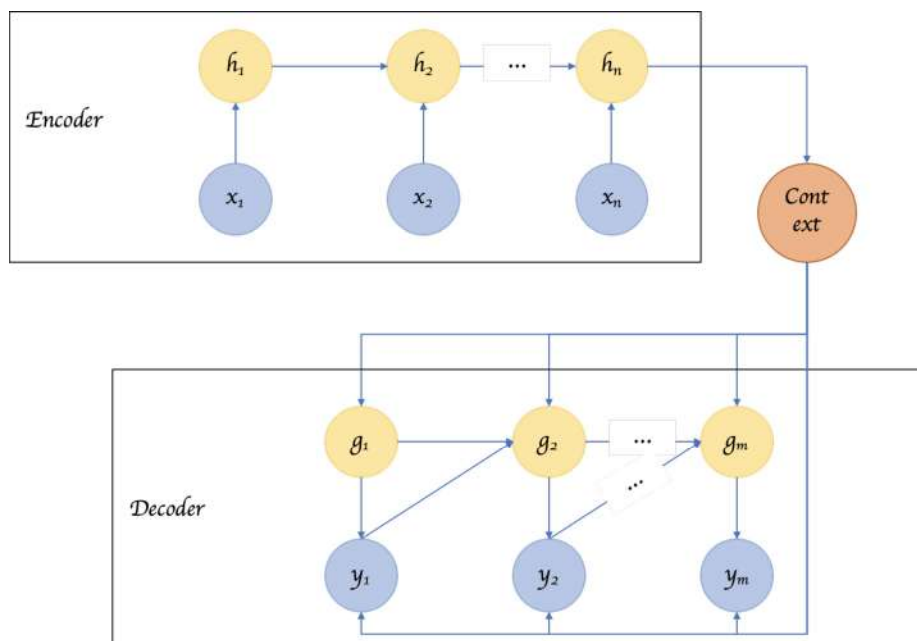 h₁ h₂ ... hₙ
Encoder
x₁ x₂ xₙ
Cont
ext
g₁ g₂ ... gₘ
...
Decoder
y₁ y₂ yₘ